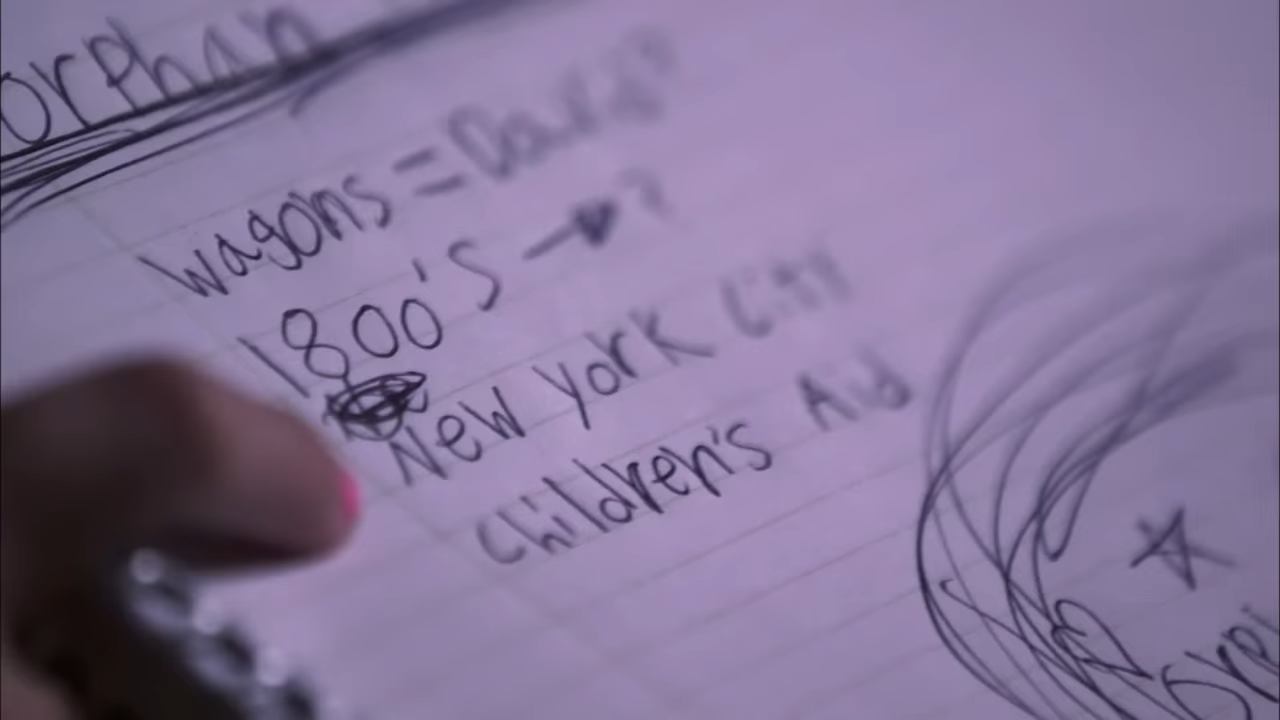 orphan
wagons =
1800's → ?
New York City
Children's Aid